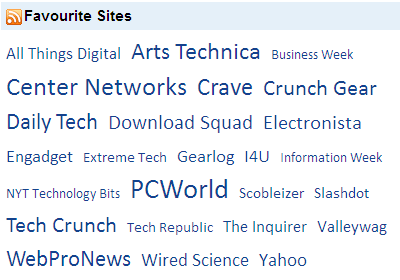 Favourite Sites
All Things Digital Arts Technica Business Week
Center Networks Crave Crunch Gear
Daily Tech Download Squad Electronista
Engadget Extreme Tech Gearlog I4U Information Week
NYT Technology Bits PCWorld Scobleizer Slashdot
Tech Crunch Tech Republic The Inquirer Valleywag
WebProNews Wired Science Yahoo